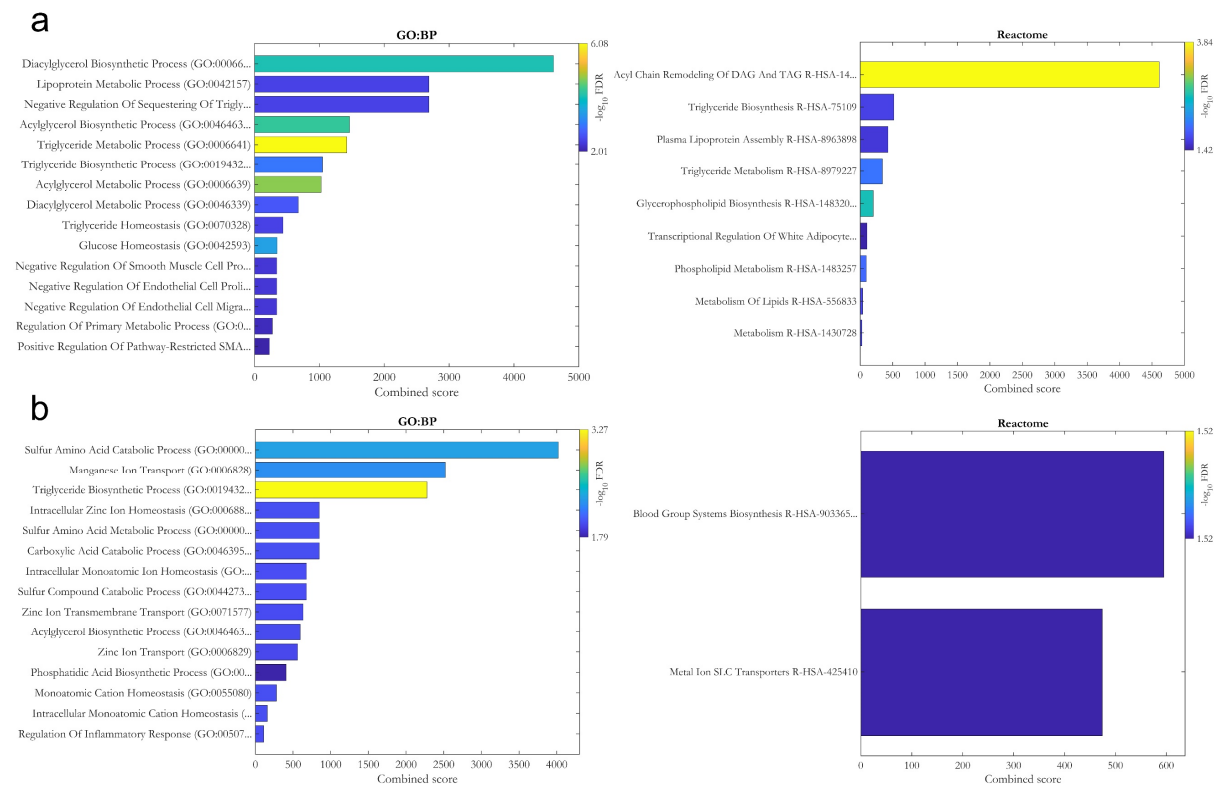 a
GO:BP
Diacylglycerol Biosynthetic Process (GO:00066...
Lipoprotein Metabolic Process (GO:0042157)
Negative Regulation Of Sequestering Of Trigly...
Acylglycerol Biosynthetic Process (GO:0046463...
Triglyceride Metabolic Process (GO:0006641)
Triglyceride Biosynthetic Process (GO:0019432...
Acylglycerol Metabolic Process (GO:0006639)
Diacylglycerol Metabolic Process (GO:0046339)
Triglyceride Homeostasis (GO:0070328)
Glucose Homeostasis (GO:0042593)
Negative Regulation Of Smooth Muscle Cell Pro...
Negative Regulation Of Endothelial Cell Proli...
Negative Regulation Of Endothelial Cell Migra...
Regulation Of Primary Metabolic Process (GO:0...
Positive Regulation Of Pathway-Restricted SMA...
0 1000 2000 3000 4000 5000
Combined score
6.08
-log10 FDR
2.01
Reactome
Acyl Chain Remodeling Of DAG And TAG R-HSA-14...
Triglyceride Biosynthesis R-HSA-75109
Plasma Lipoprotein Assembly R-HSA-8963898
Triglyceride Metabolism R-HSA-8979227
Glycerophospholipid Biosynthesis R-HSA-148320...
Transcriptional Regulation Of White Adipocyte...
Phospholipid Metabolism R-HSA-1483257
Metabolism Of Lipids R-HSA-556833
Metabolism R-HSA-1430728
0 500 1000 1500 2000 2500 3000 3500 4000 4500 5000
Combined score
3.84
-log10 FDR
1.42
b
GO:BP
Sulfur Amino Acid Catabolic Process (GO:00000...
Manganese Ion Transport (GO:0006828)
Triglyceride Biosynthetic Process (GO:0019432...
Intracellular Zinc Ion Homeostasis (GO:000688...
Sulfur Amino Acid Metabolic Process (GO:00000...
Carboxylic Acid Catabolic Process (GO:0046395...
Intracellular Monoatomic Ion Homeostasis (GO:...
Sulfur Compound Catabolic Process (GO:0044273...
Zinc Ion Transmembrane Transport (GO:0071577)
Acylglycerol Biosynthetic Process (GO:0046463...
Zinc Ion Transport (GO:0006829)
Phosphatidic Acid Biosynthetic Process (GO:00...
Monoatomic Cation Homeostasis (GO:0055080)
Intracellular Monoatomic Cation Homeostasis (...
Regulation Of Inflammatory Response (GO:00507...
0 500 1000 1500 2000 2500 3000 3500 4000
Combined score
3.27
-log10 FDR
1.79
Reactome
Blood Group Systems Biosynthesis R-HSA-903365...
Metal Ion SLC Transporters R-HSA-425410
0 100 200 300 400 500 600
Combined score
1.52
-log10 FDR
1.52